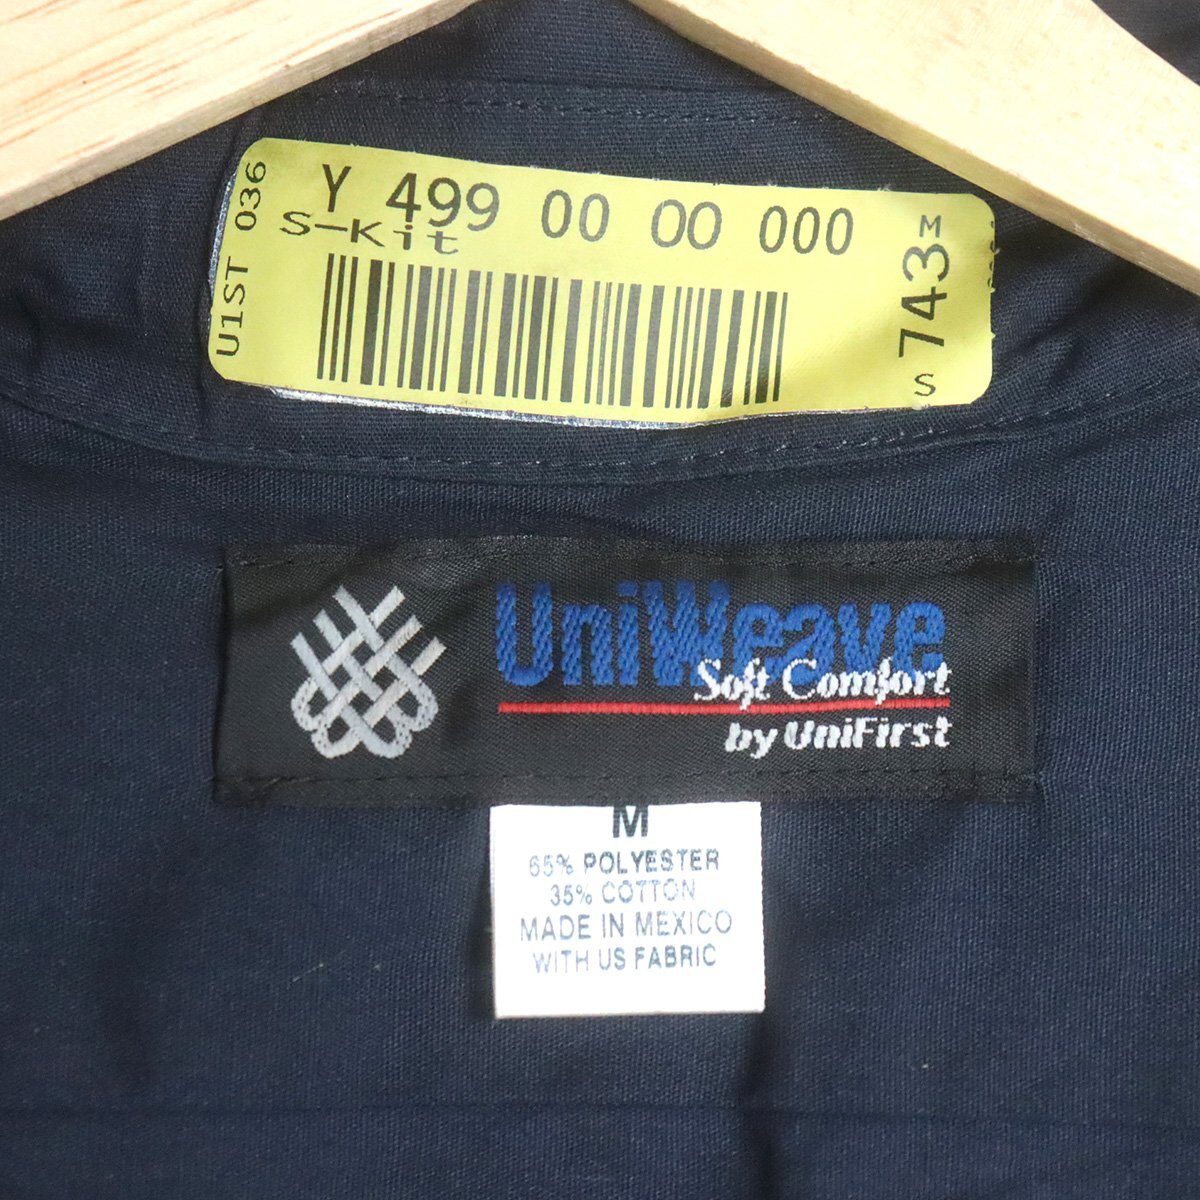 U1ST 036
Y 499 00 00 000
S-Kit
M
743
S
UniWeave
Soft Comfort
by UniFirst
M
65% POLYESTER
35% COTTON
MADE IN MEXICO
WITH US FABRIC